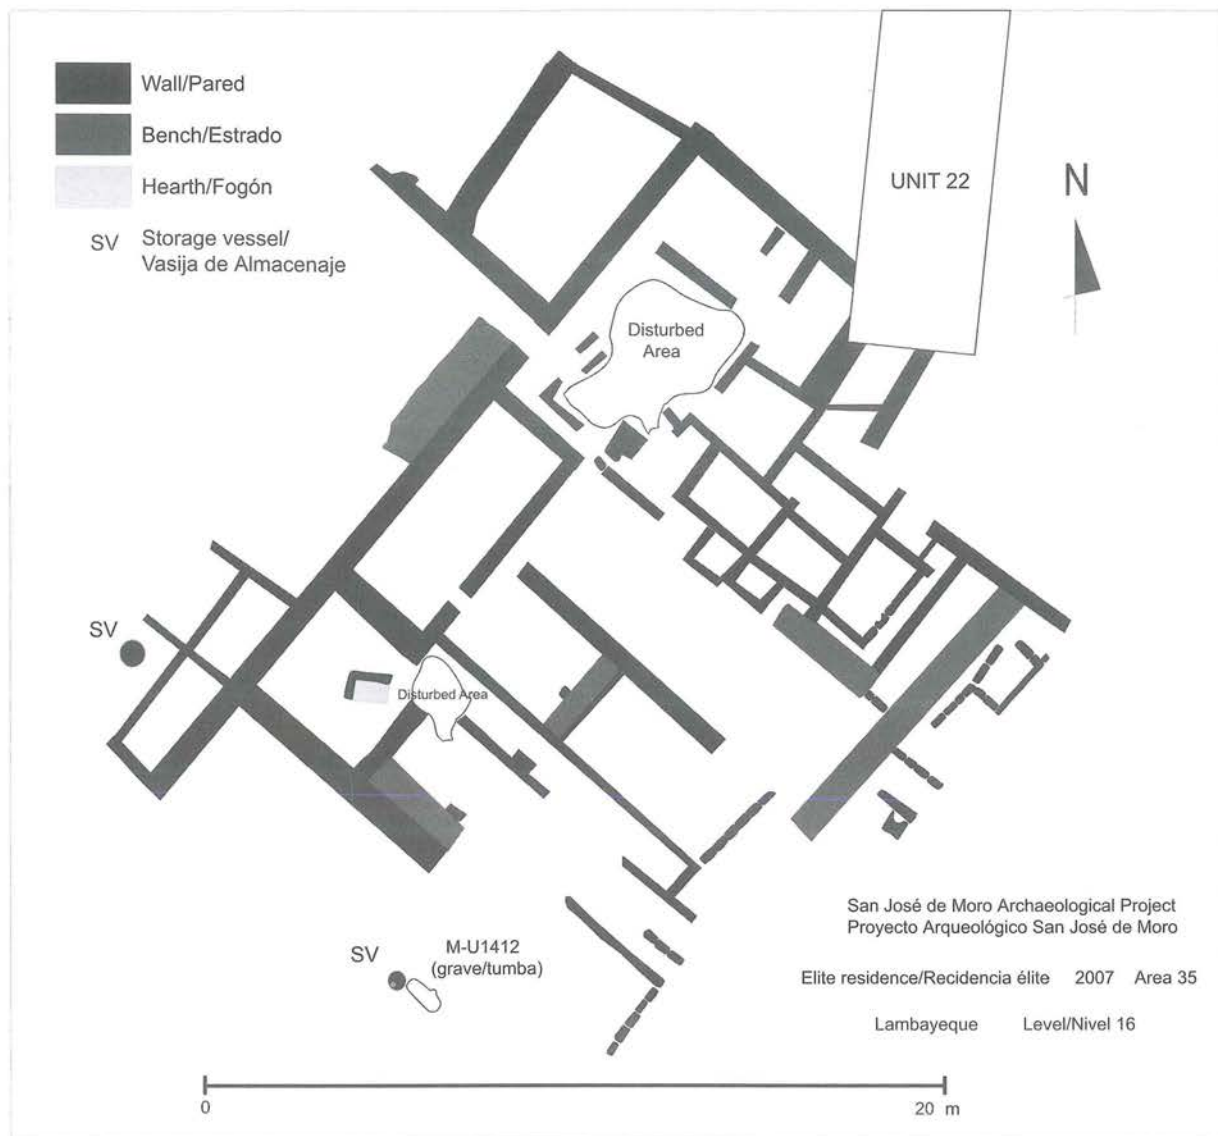 Wall/Pared
Bench/Estrado
Hearth/Fogón
SV Storage vessel/
Vasija de Almacenaje
UNIT 22
N
Disturbed
Area
SV
Disturbed Area
SV
M-U1412
(grave/tumba)
San José de Moro Archaeological Project
Proyecto Arqueológico San José de Moro
Elite residence/Recidencia élite 2007 Area 35
Lambayeque Level/Nivel 16
0 20 m